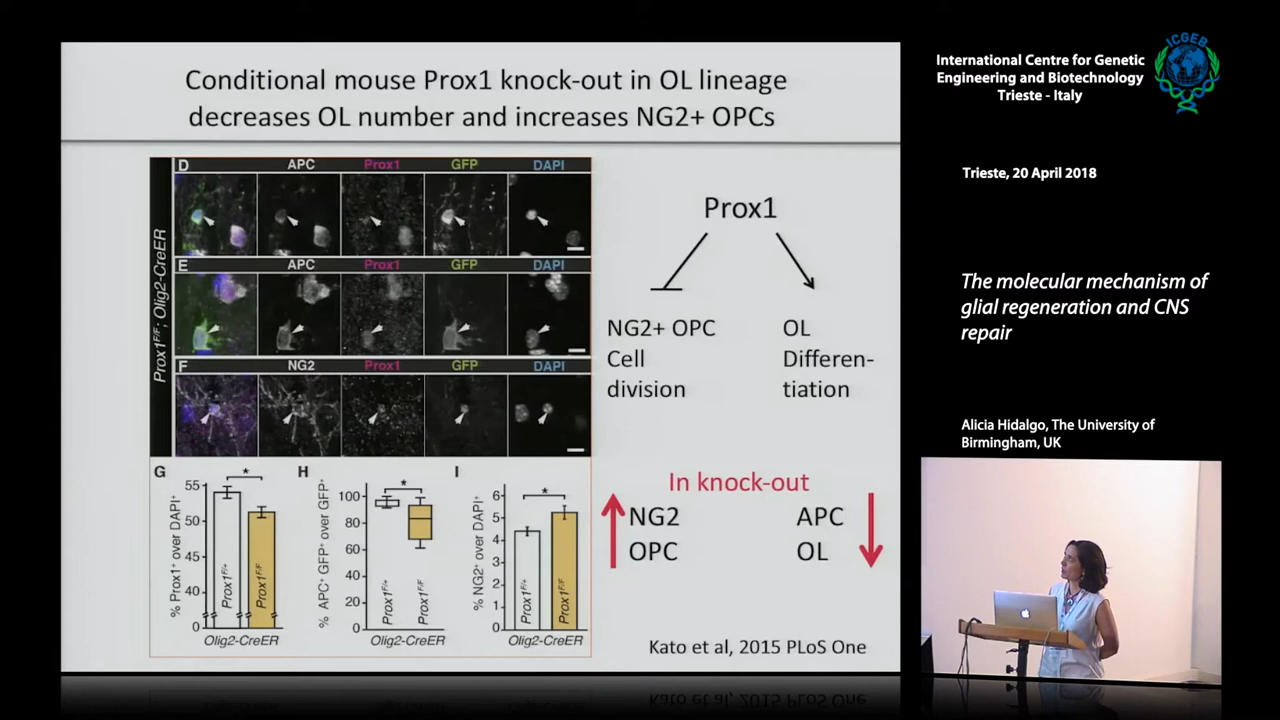 Conditional mouse Prox1 knock-out in OL lineage
decreases OL number and increases NG2+ OPCs
Prox1F/F; Olig2-CreER
D APC Prox1 GFP DAPI
E APC Prox1 GFP DAPI
F NG2 Prox1 GFP DAPI
G
% Prox1+ over DAPI+
55
50
45
40
0
*
Prox1F/+
Prox1F/F
Olig2-CreER
H
% APC+ GFP+ over GFP+
100
80
60
40
20
0
*
Prox1F/+
Prox1F/F
Olig2-CreER
I
% NG2+ over DAPI+
6
5
4
3
2
1
0
*
Prox1F/+
Prox1F/F
Olig2-CreER
Prox1
NG2+ OPC
Cell
division
OL
Differen-
tiation
In knock-out
NG2
OPC
APC
OL
Kato et al, 2015 PLoS One
International Centre for Genetic
Engineering and Biotechnology
Trieste - Italy
ICGEB
Trieste, 20 April 2018
The molecular mechanism of
glial regeneration and CNS
repair
Alicia Hidalgo, The University of
Birmingham, UK